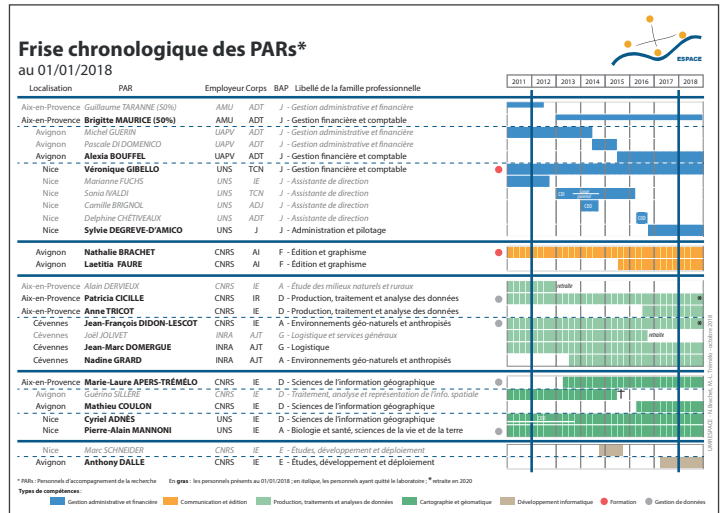 Frise chronologique des PARs*
au 01/01/2018
ESPACE
Localisation PAR Employeur Corps BAP Libellé de la famille professionnelle
2011 2012 2013 2014 2015 2016 2017 2018
Aix-en-Provence Guillaume TARANNE (50%) AMU ADT J - Gestion administrative et financière
Aix-en-Provence Brigitte MAURICE (50%) AMU ADT J - Gestion financière et comptable
Avignon Michel GUERIN UAPV ADT J - Gestion administrative et financière
Avignon Pascale DI DOMENICO UAPV ADT J - Gestion administrative et financière
Avignon Alexia BOUFFEL UAPV ADT J - Gestion financière et comptable
Nice Véronique GIBELLO UNS TCN J - Gestion financière et comptable
Nice Marianne FUCHS UNS IE J - Assistante de direction
Nice Sonia IVALDI UNS TCN J - Assistante de direction CDI
Nice Camille BRIGNOL UNS ADJ J - Assistante de direction CDD
Nice Delphine CHÉTIVEAUX UNS ADT J - Assistante de direction CDD
Nice Sylvie DEGREVE-D'AMICO UNS J J - Administration et pilotage
Avignon Nathalie BRACHET CNRS AI F - Édition et graphisme
Avignon Laetitia FAURE CNRS AI F - Édition et graphisme
Aix-en-Provence Alain DERVIEUX CNRS IE A - Étude des milieux naturels et ruraux retraite
Aix-en-Provence Patricia CICILLE CNRS IR D - Production, traitement et analyse des données *
Aix-en-Provence Anne TRICOT CNRS IE D - Production, traitement et analyse des données
Cévennes Jean-François DIDON-LESCOT CNRS IE A - Environnements géo-naturels et anthropisés *
Cévennes Joël JOLIVET INRA AJT G - Logistique et services généraux retraite
Cévennes Jean-Marc DOMERGUE INRA AJT G - Logistique
Cévennes Nadine GRARD INRA AJT A - Environnements géo-naturels et anthropisés
Aix-en-Provence Marie-Laure APERS-TRÉMÉLO CNRS IE D - Sciences de l'information géographique
Avignon Guérino SILLÈRE CNRS IE D - Traitement, analyse et représentation de l'info. spatiale †
Avignon Mathieu COULON CNRS IE D - Sciences de l'information géographique
Nice Cyriel ADNÈS UNS IE D - Sciences de l'information géographique
Nice Pierre-Alain MANNONI UNS IE A - Biologie et santé, sciences de la vie et de la terre
Nice Marc SCHNEIDER CNRS IE E - Études, développement et déploiement
Avignon Anthony DALLE CNRS IE E - Études, développement et déploiement
UMR ESPACE - N. Brachet, M.-L. Trémélo - octobre 2018
* PARs : Personnels d'accompagnement de la recherche En gras : les personnels présents au 01/01/2018 ; en italique, les personnels ayant quitté le laboratoire ; * retraite en 2020
Types de compétences :
Gestion administrative et financière Communication et édition Production, traitements et analyses de données Cartographie et géomatique Développement informatique Formation Gestion de données